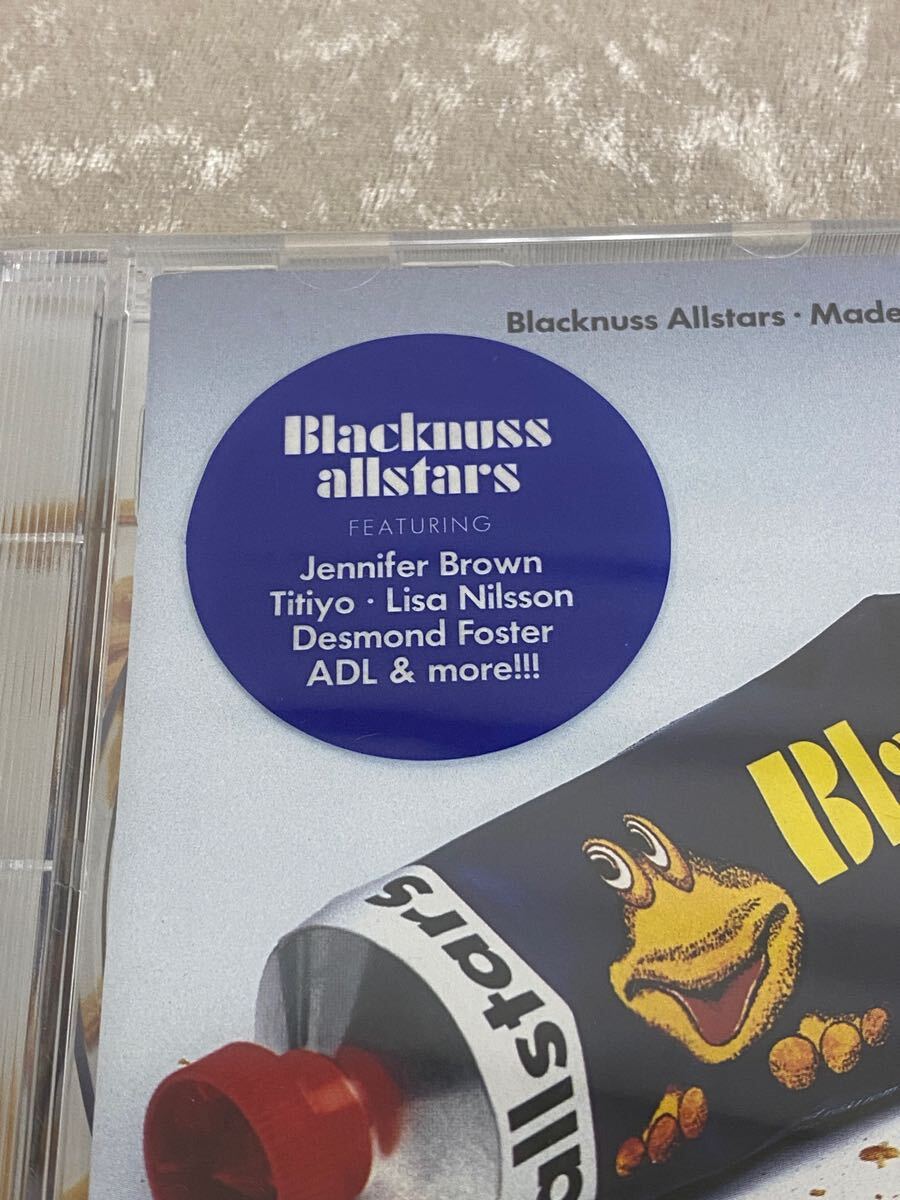 Blacknuss Allstars · Made
Blacknuss
allstars
FEATURING
Jennifer Brown
Titiyo · Lisa Nilsson
Desmond Foster
ADL & more!!!
allstars